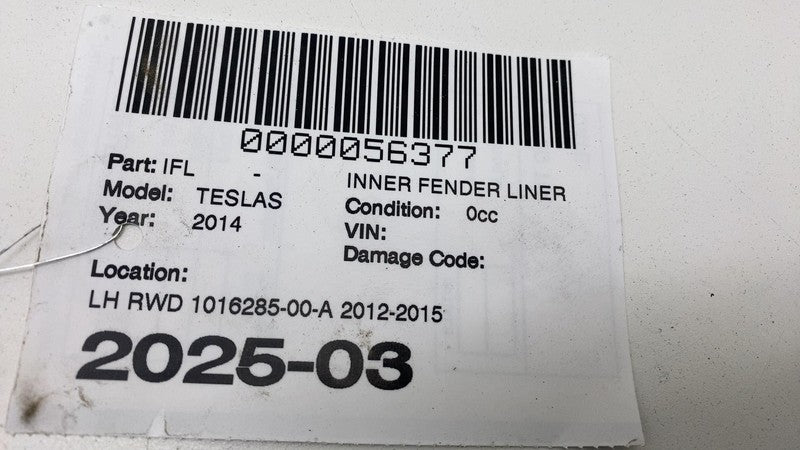 0000056377
Part: IFL - INNER FENDER LINER
Model: TESLAS Condition: 0cc
Year: 2014 VIN:
Damage Code:
Location:
LH RWD 1016285-00-A 2012-2015
2025-03